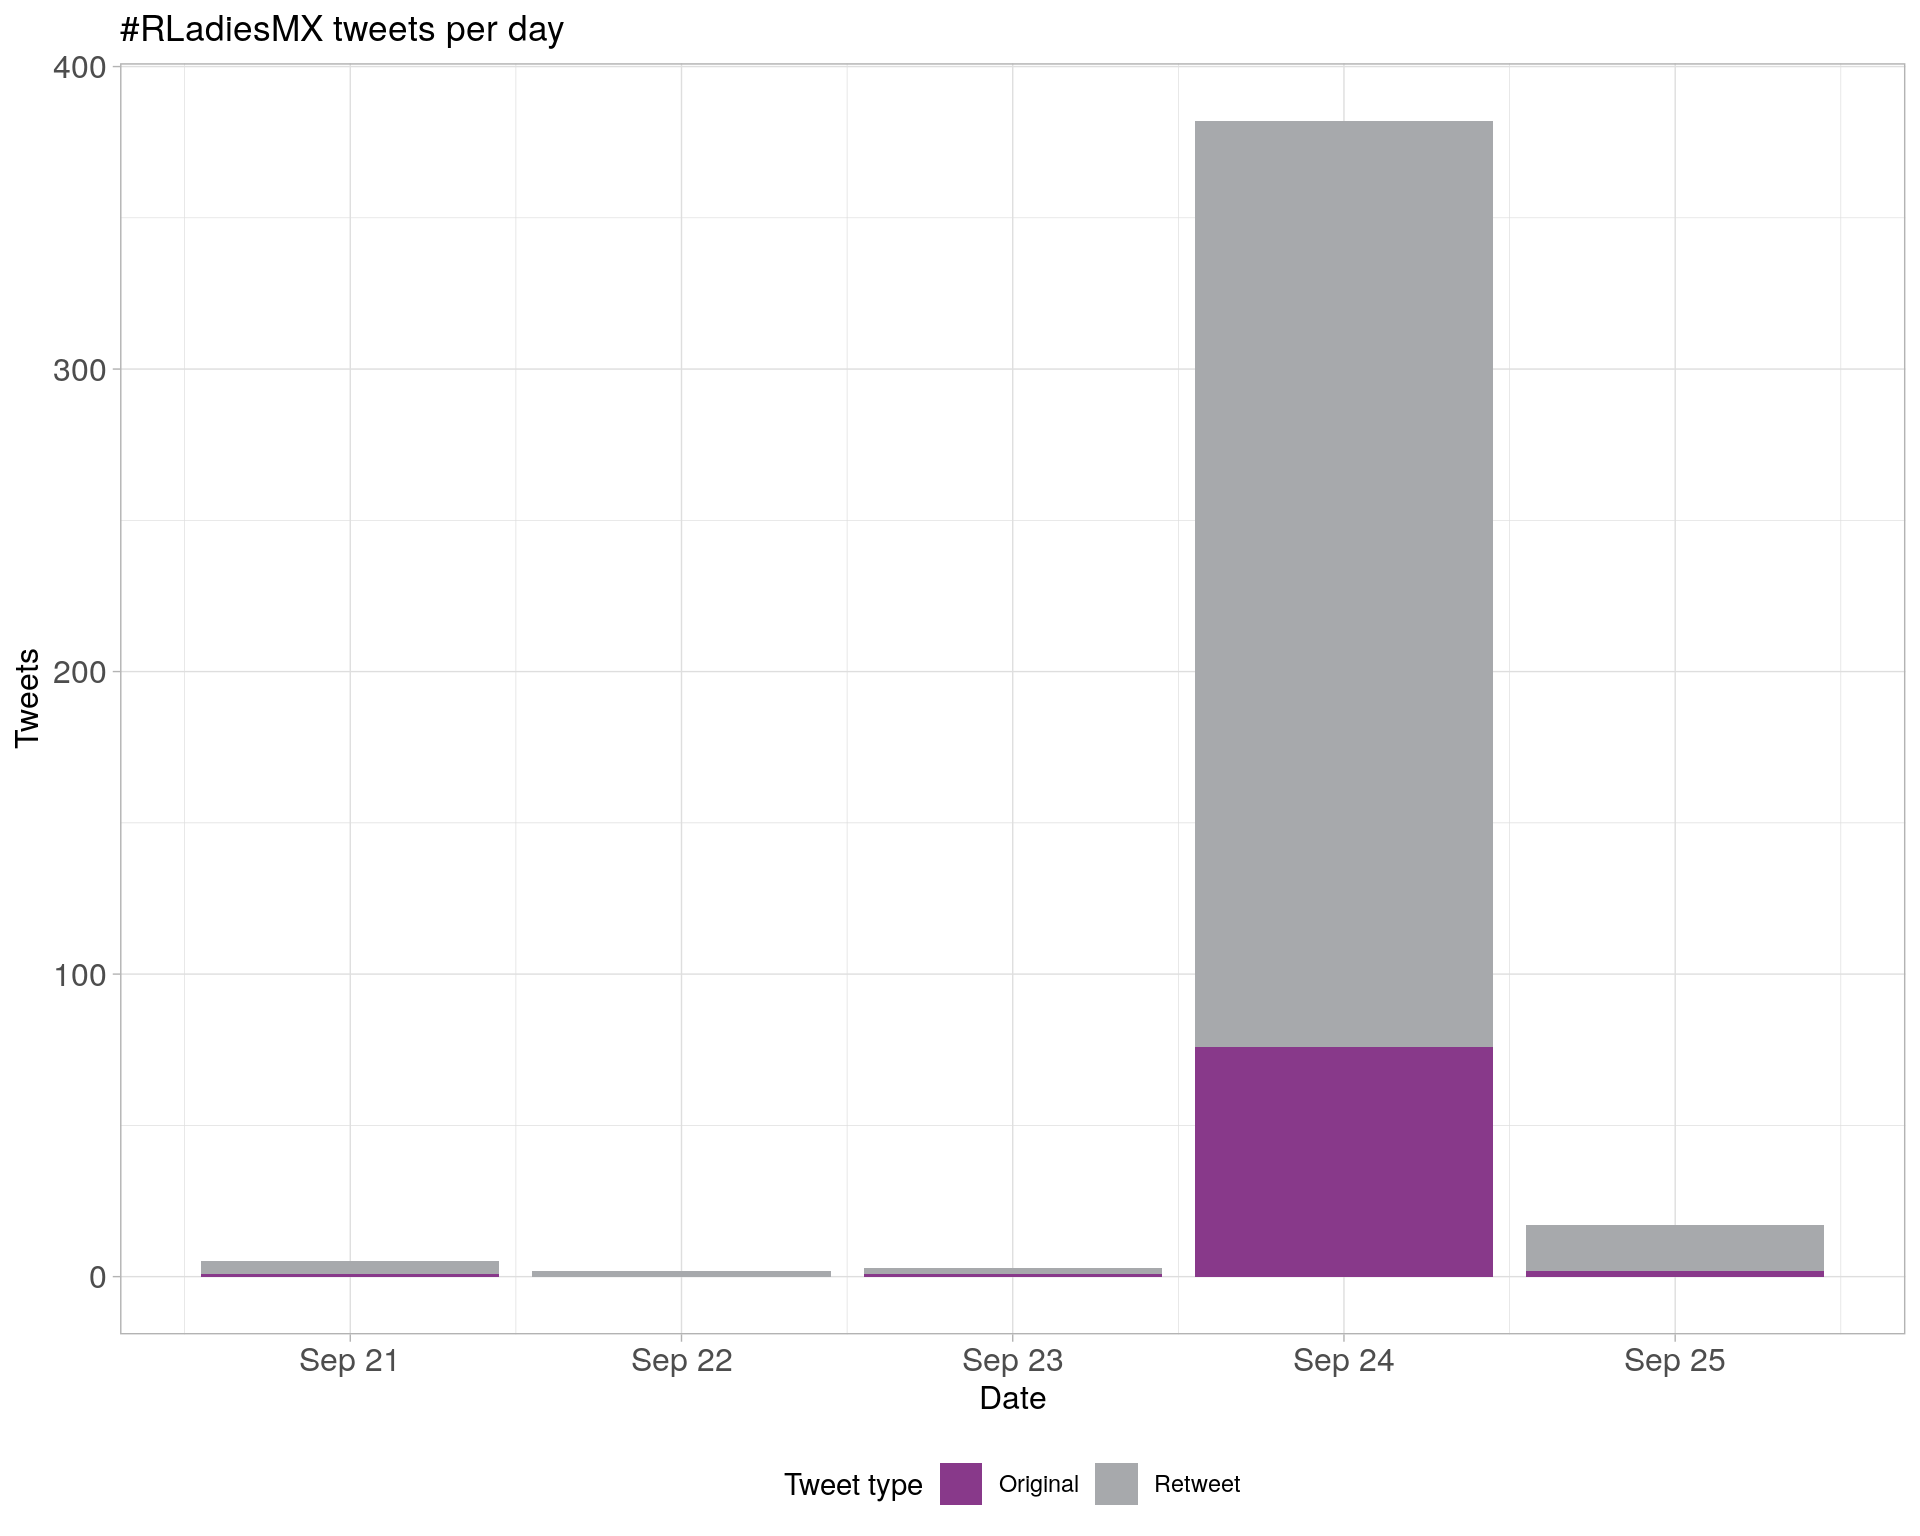 #RLadiesMX tweets per day
400
300
200
100
0
Tweets
Sep 21 Sep 22 Sep 23 Sep 24 Sep 25
Date
Tweet type Original Retweet